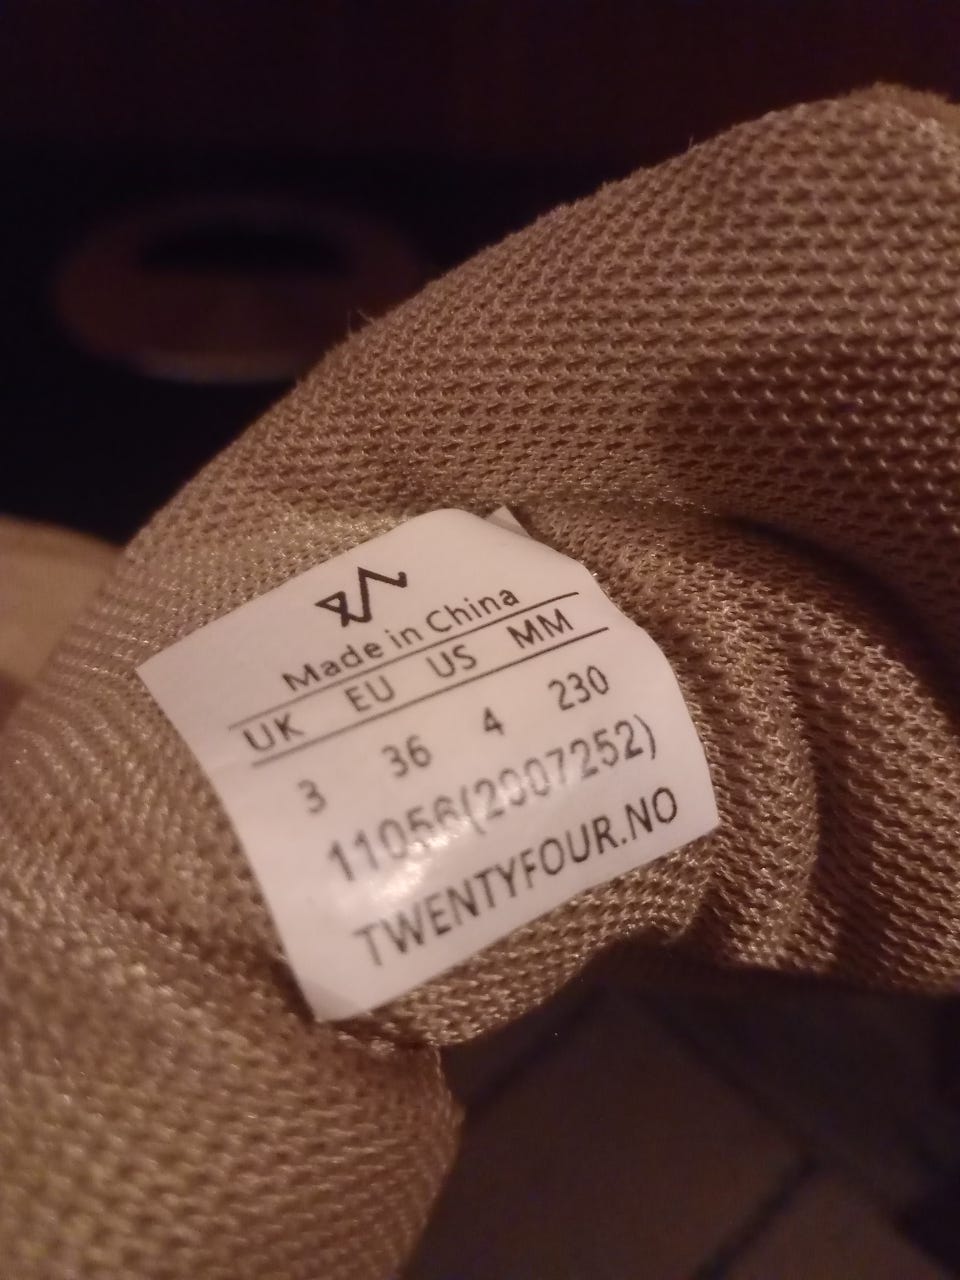 Made in China
UK EU US MM
3 36 4 230
11056(2007252)
TWENTYFOUR.NO